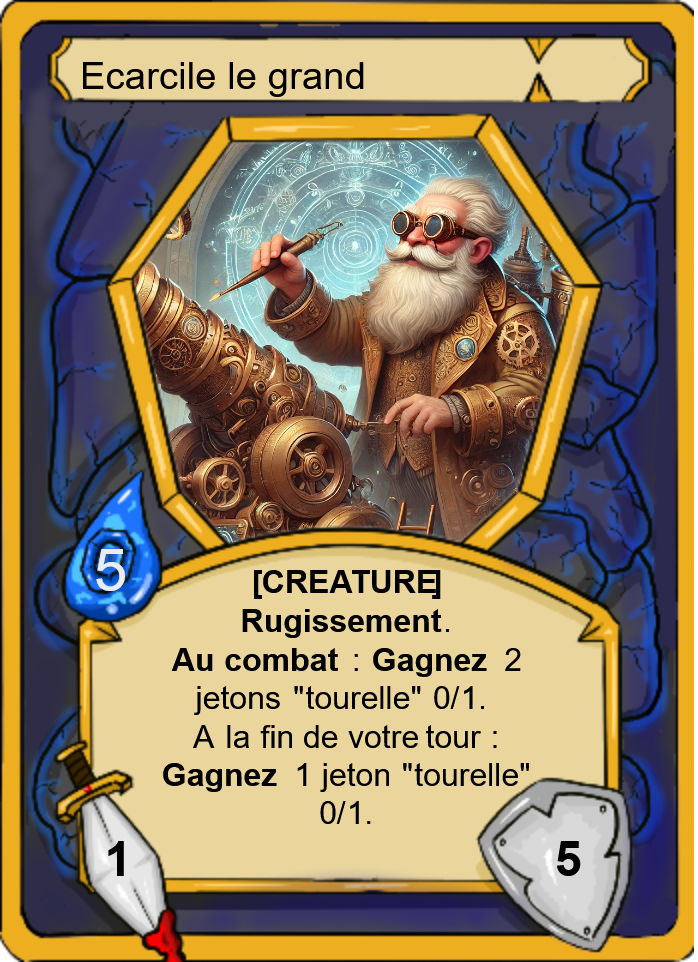 Ecarcile le grand
5
[CREATURE]
Rugissement.
Au combat : Gagnez 2
jetons "tourelle" 0/1.
A la fin de votre tour :
Gagnez 1 jeton "tourelle"
0/1.
1
5